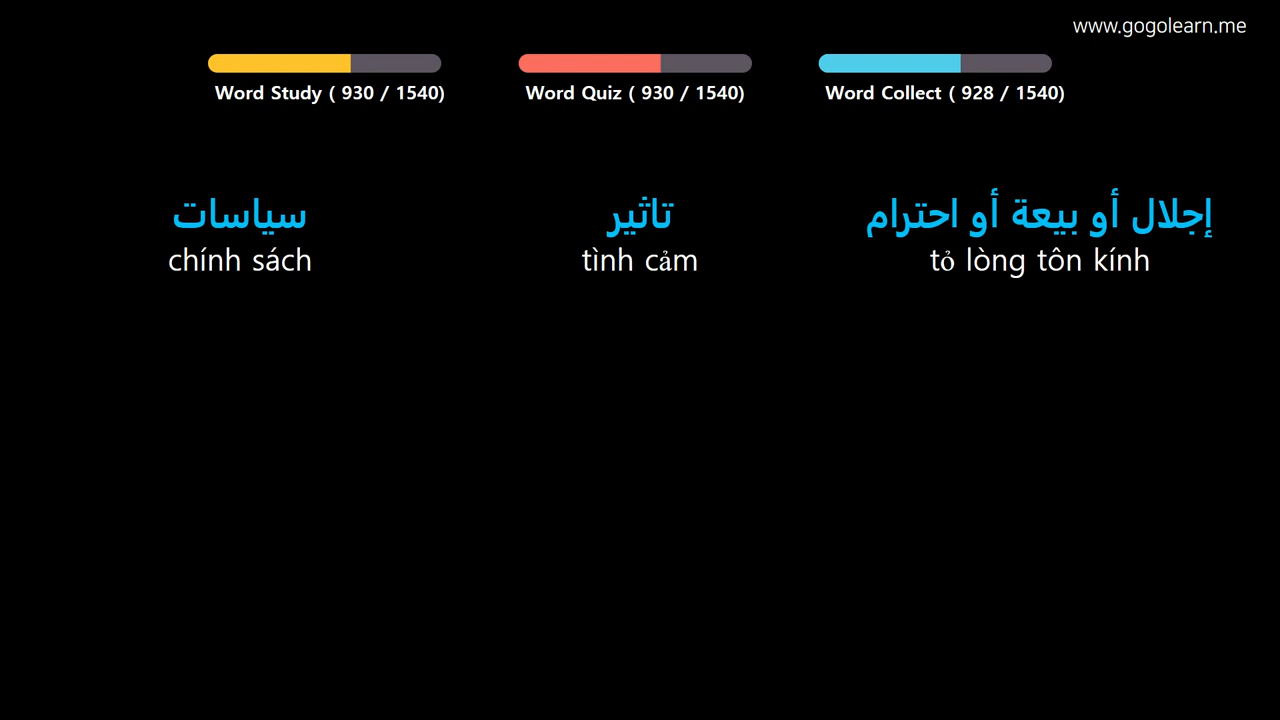 www.gogolearn.me
Word Study ( 930 / 1540)
Word Quiz ( 930 / 1540)
Word Collect ( 928 / 1540)
سياسات
chính sách
تاثير
tình cảm
إجلال أو بيعة أو احترام
tỏ lòng tôn kính